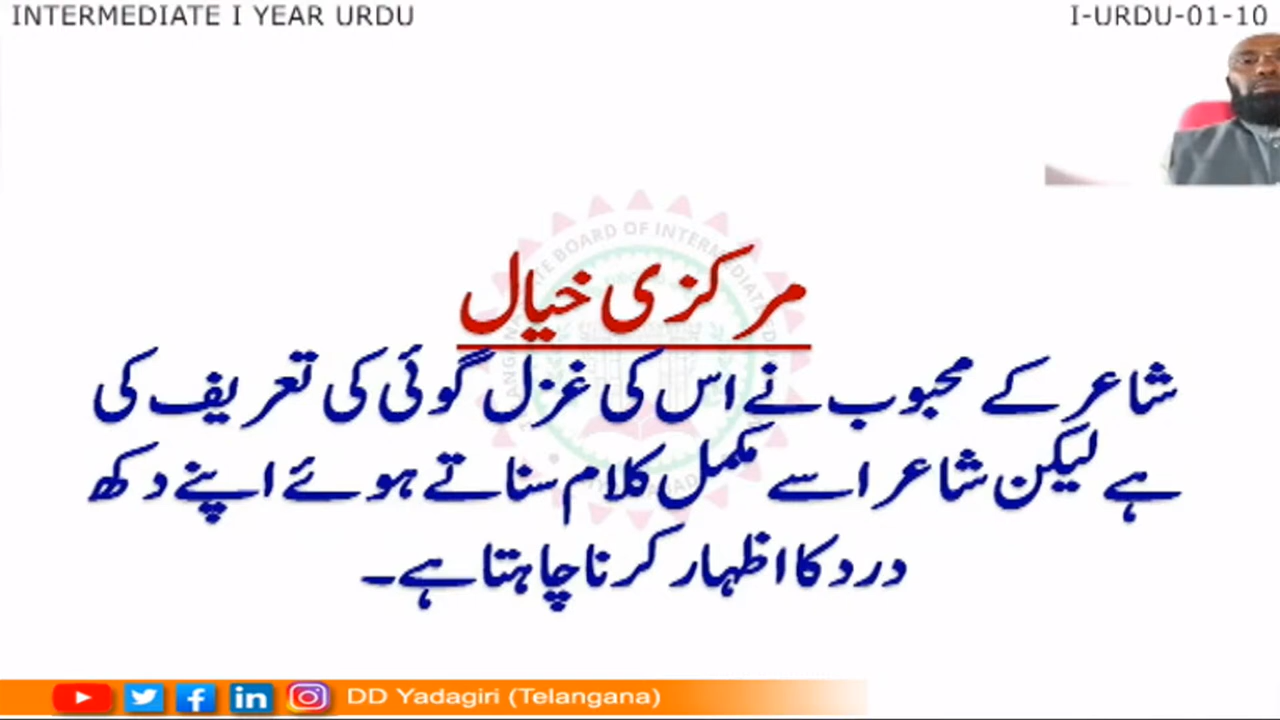 INTERMEDIATE I YEAR URDU
I-URDU-01-10
مرکزی خیال
شاعر کے محبوب نے اس کی غزل گوئی کی تعریف کی
ہے لیکن شاعر اسے مکمل کلام سناتے ہوئے اپنے دکھ
درد کا اظہار کرنا چاہتا ہے۔
DD Yadagiri (Telangana)